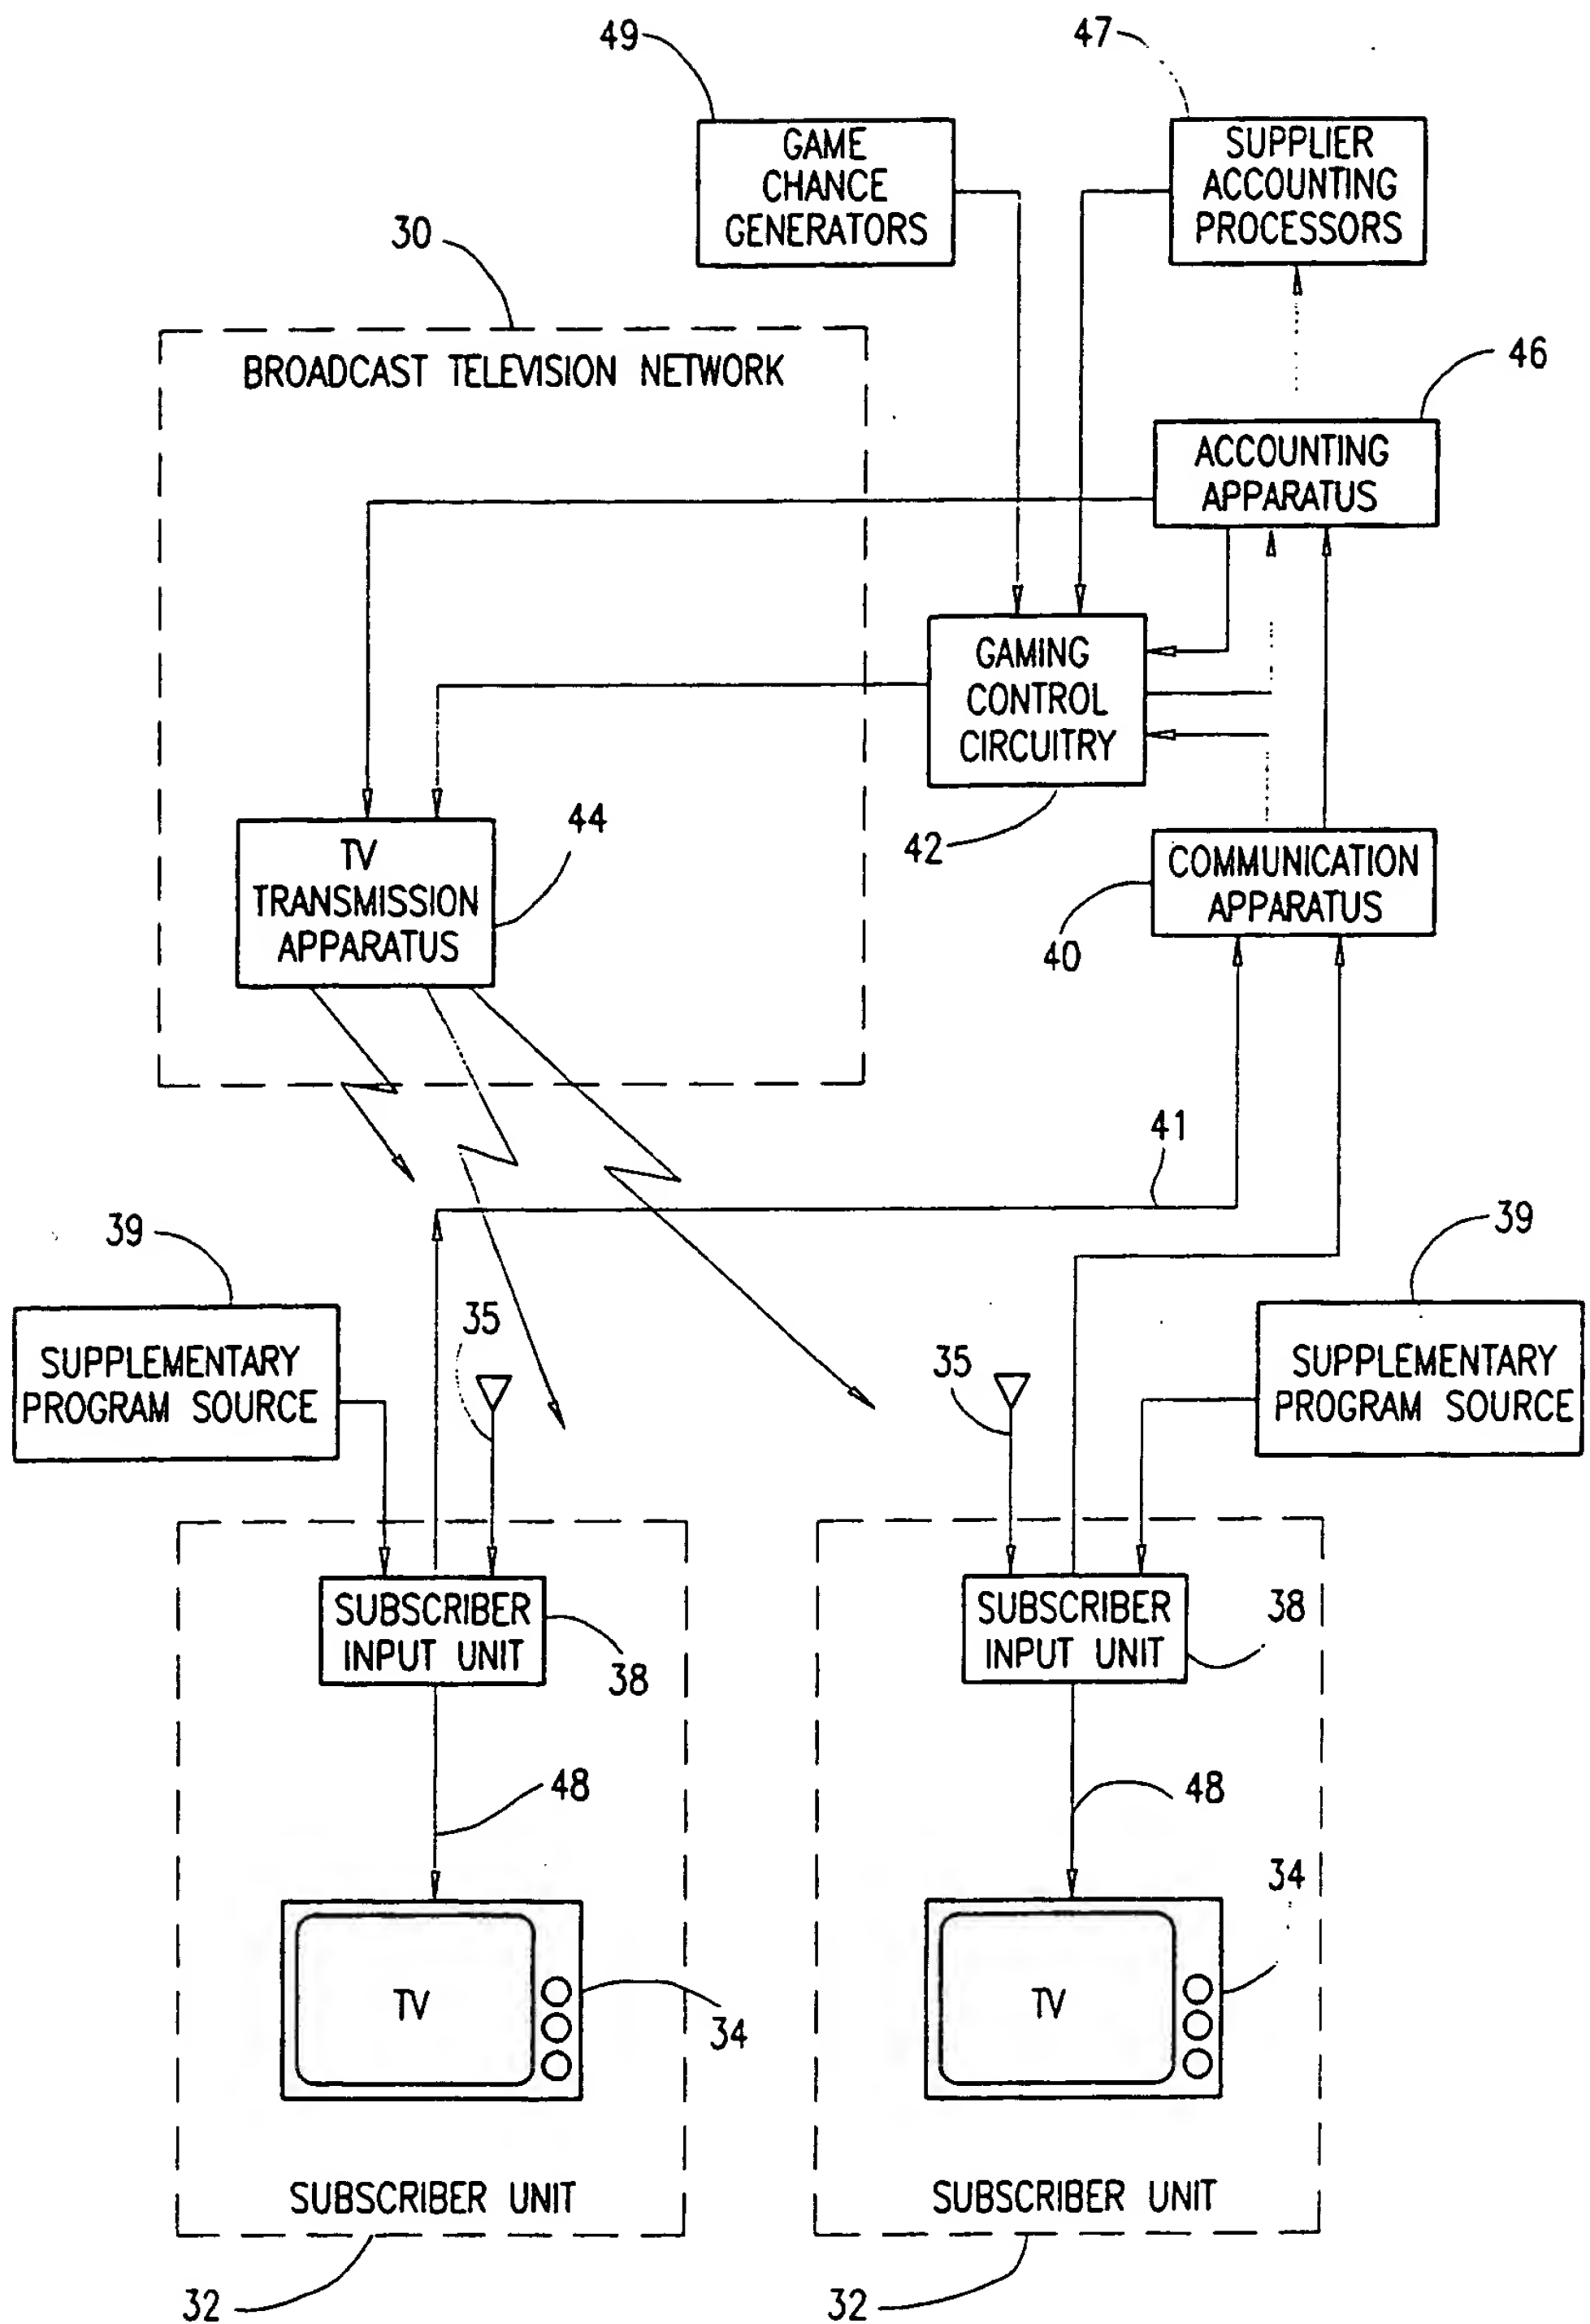 49
47
GAME
CHANCE
GENERATORS
SUPPLIER
ACCOUNTING
PROCESSORS
30
BROADCAST TELEVISION NETWORK
46
ACCOUNTING
APPARATUS
GAMING
CONTROL
CIRCUITRY
44
42
TV
TRANSMISSION
APPARATUS
COMMUNICATION
APPARATUS
40
41
39
39
35
35
SUPPLEMENTARY
PROGRAM SOURCE
SUPPLEMENTARY
PROGRAM SOURCE
SUBSCRIBER
INPUT UNIT
38
SUBSCRIBER
INPUT UNIT
38
48
48
34
TV
34
TV
SUBSCRIBER UNIT
SUBSCRIBER UNIT
32
32